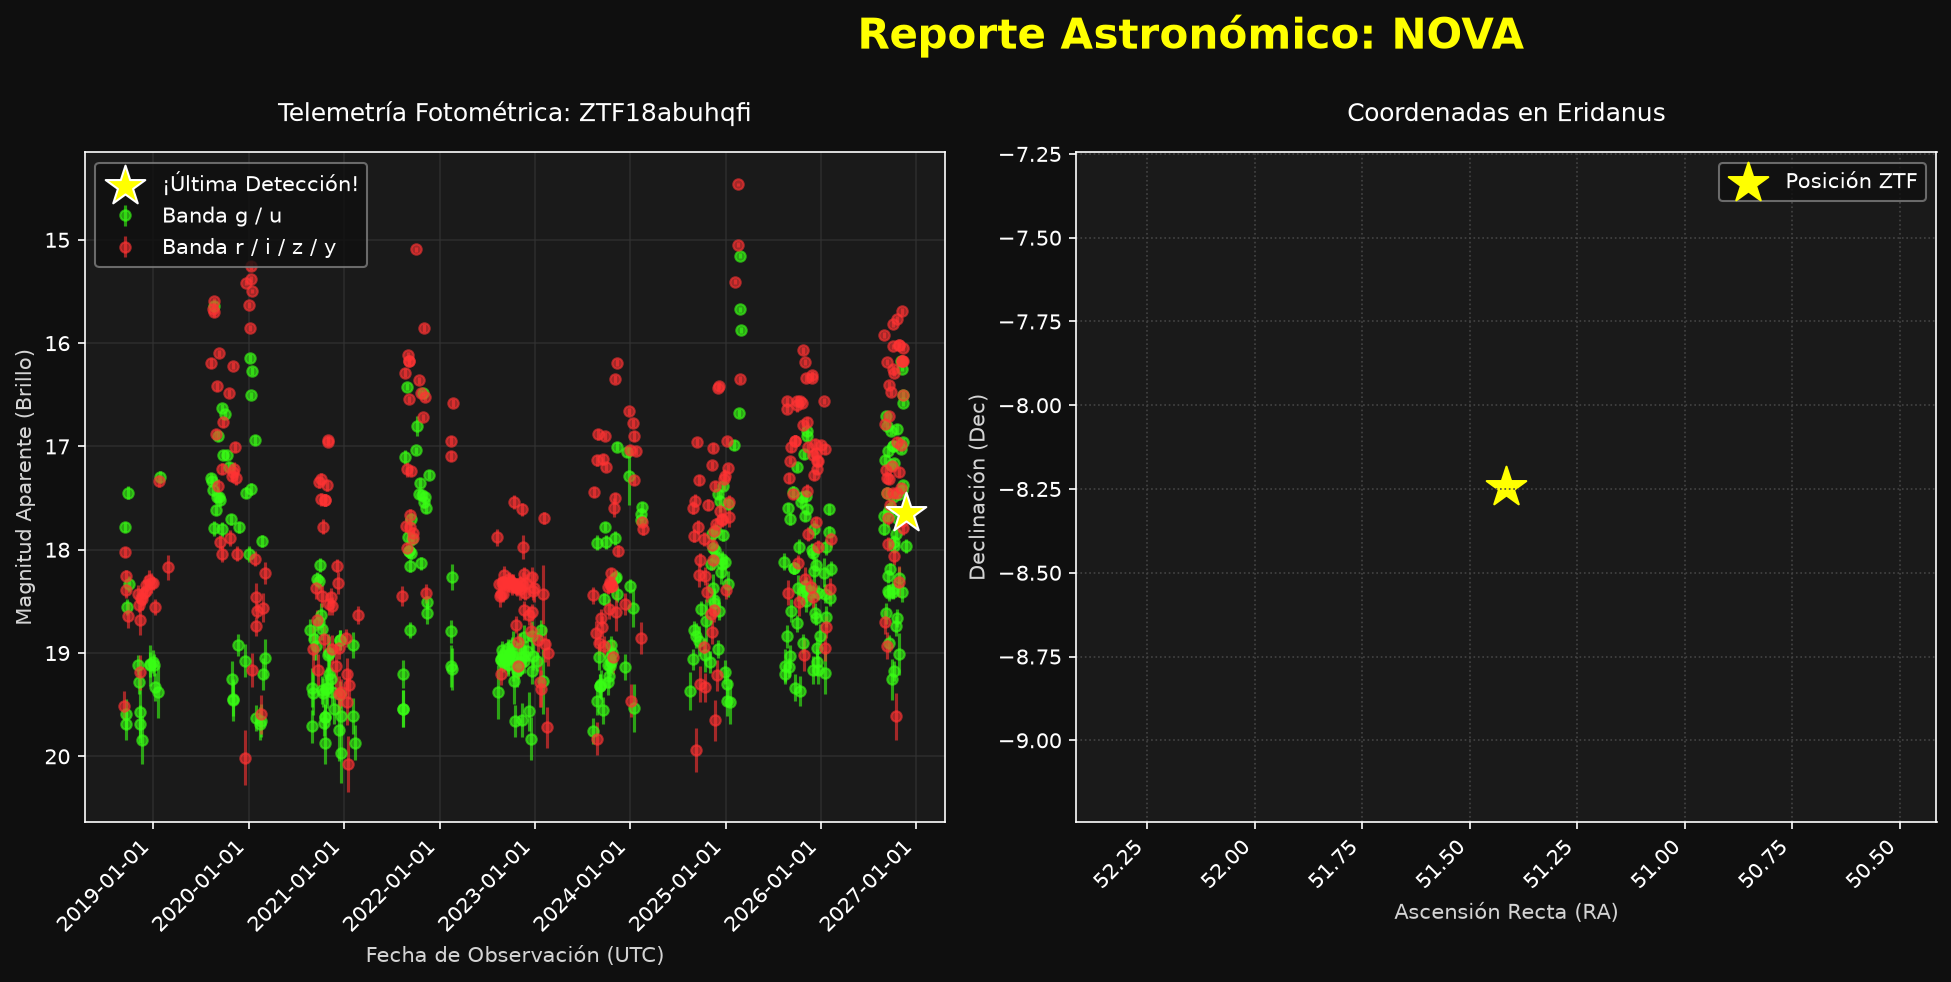 Reporte Astronómico: NOVA
Telemetría Fotométrica: ZTF18abuhqfi
¡Última Detección!
Banda g / u
Banda r / i / z / y
Magnitud Aparente (Brillo)
15
16
17
18
19
20
2019-01-01
2020-01-01
2021-01-01
2022-01-01
2023-01-01
2024-01-01
2025-01-01
2026-01-01
2027-01-01
Fecha de Observación (UTC)
Coordenadas en Eridanus
Posición ZTF
Declinación (Dec)
−7.25
−7.50
−7.75
−8.00
−8.25
−8.50
−8.75
−9.00
52.25
52.00
51.75
51.50
51.25
51.00
50.75
50.50
Ascensión Recta (RA)